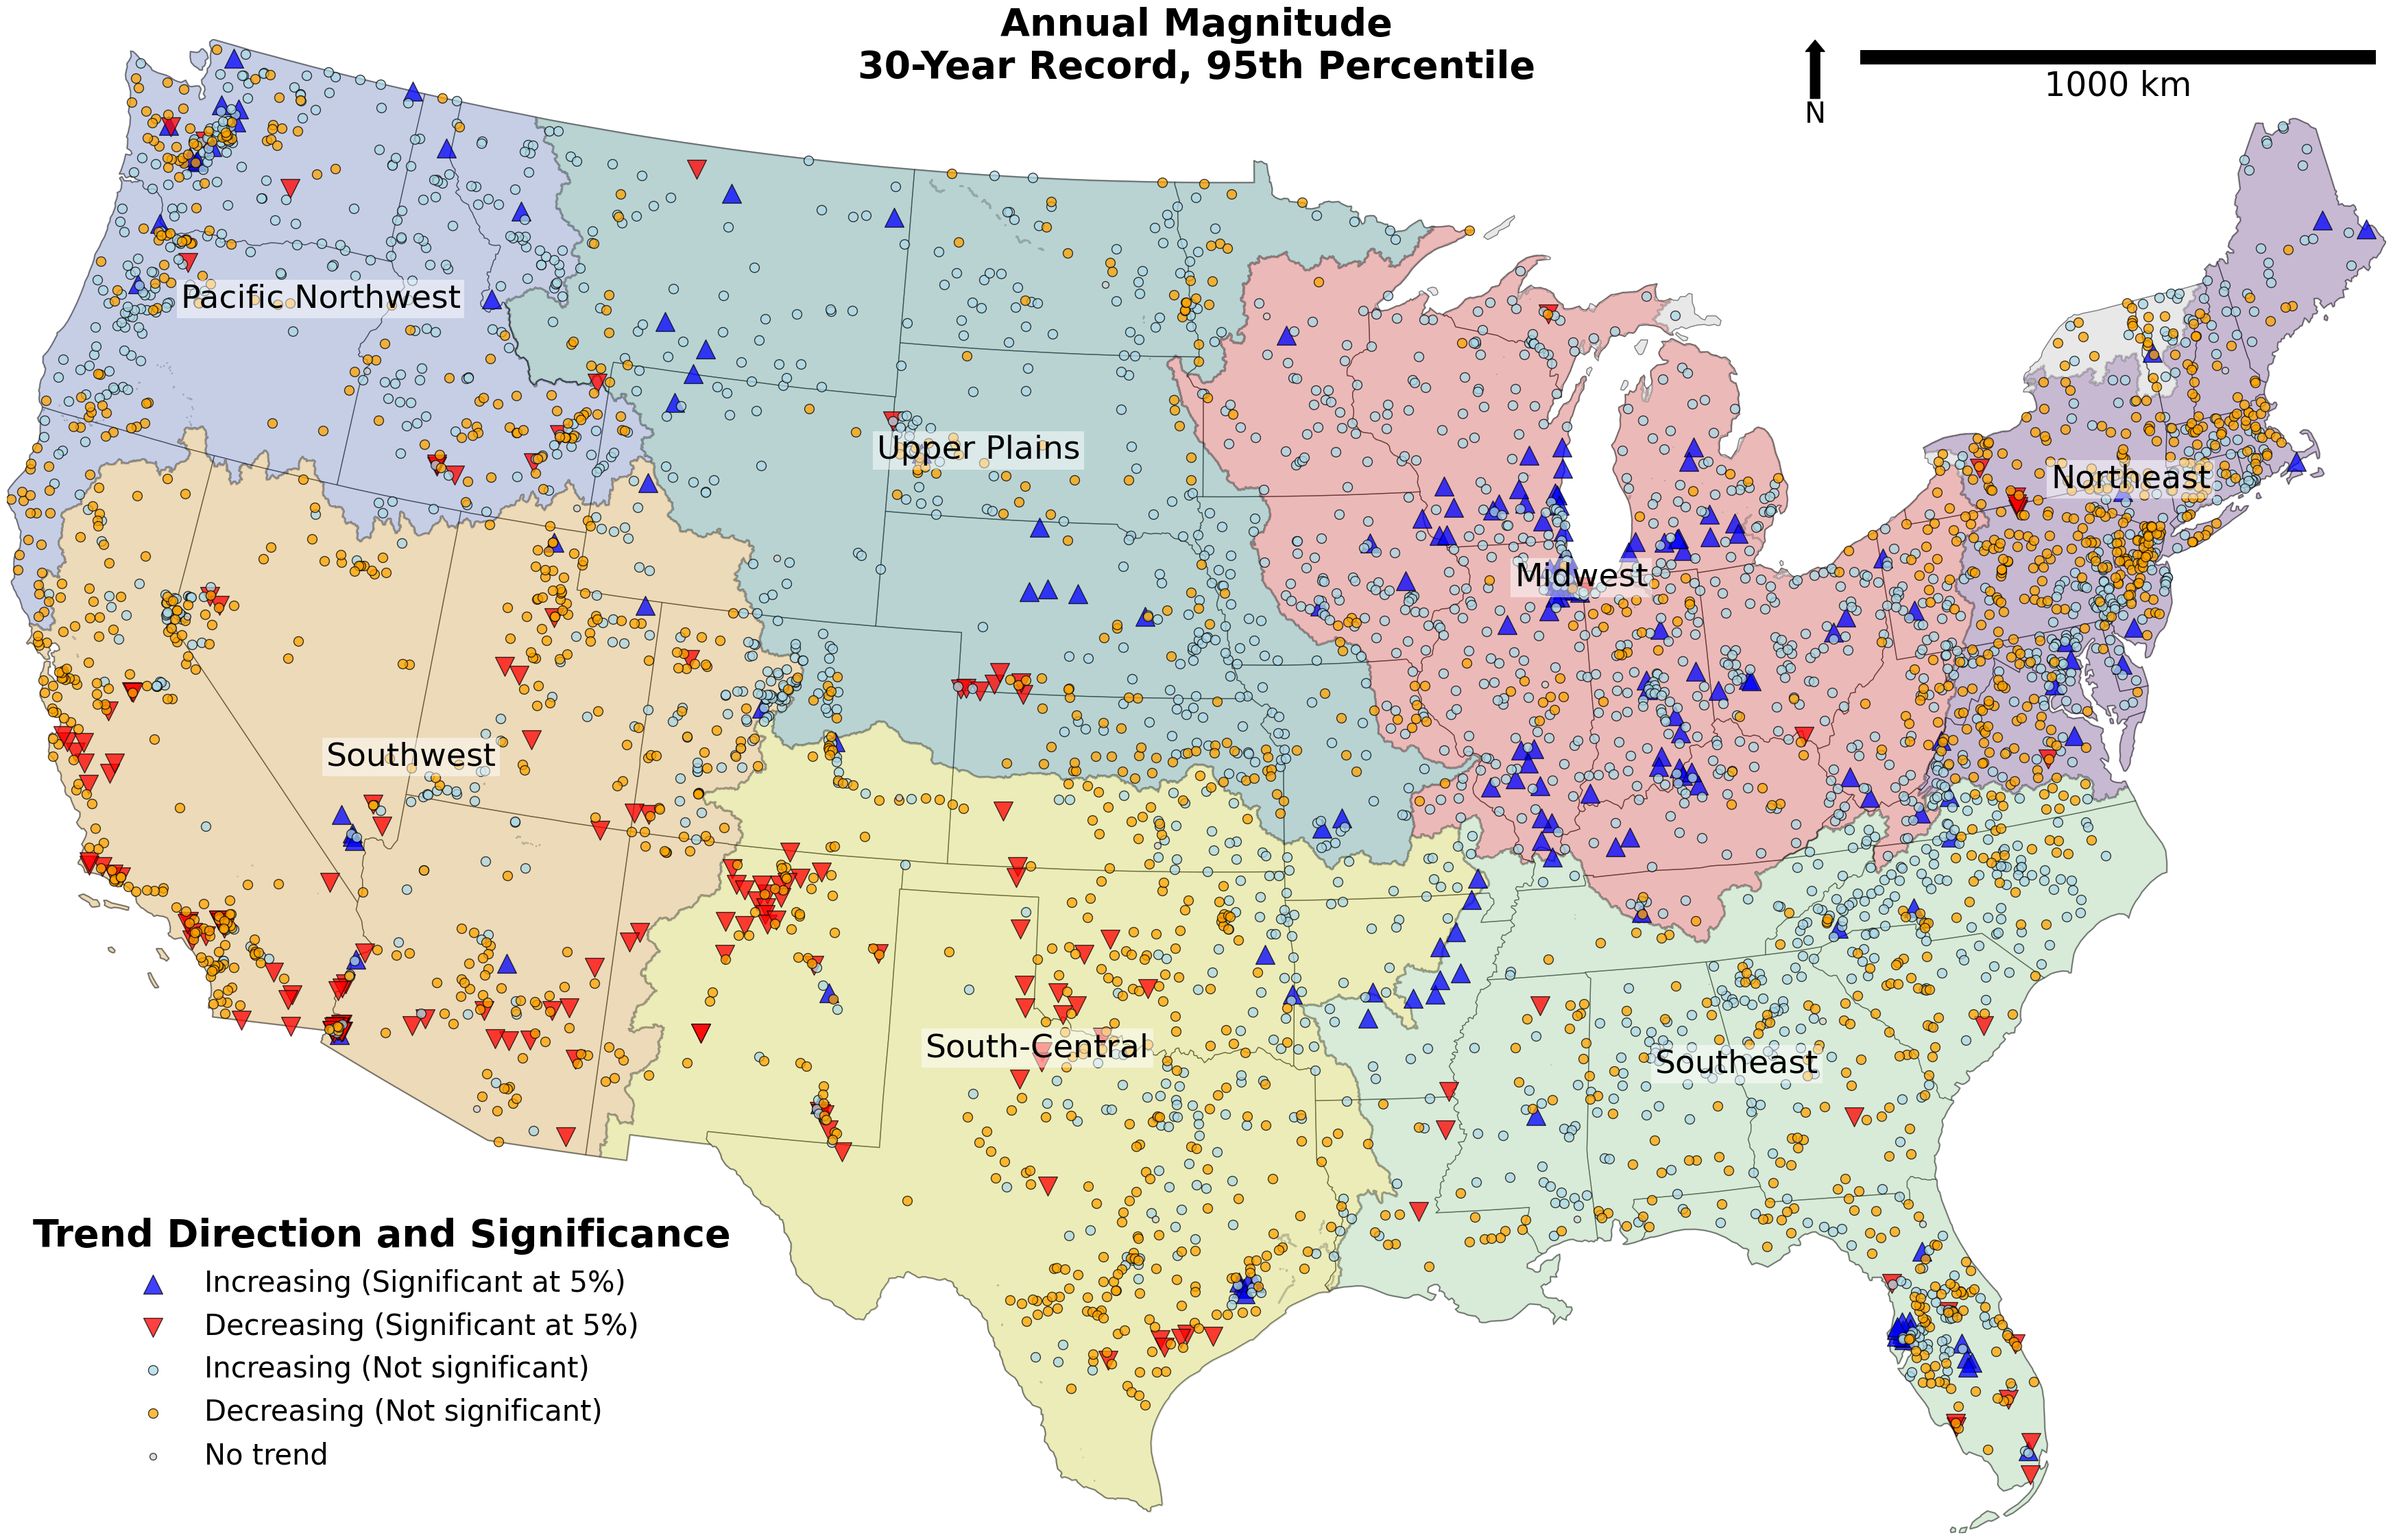 Annual Magnitude
30-Year Record, 95th Percentile
1000 km
N
Pacific Northwest
Upper Plains
Northeast
Midwest
Southwest
South-Central
Southeast
Trend Direction and Significance
Increasing (Significant at 5%)
Decreasing (Significant at 5%)
Increasing (Not significant)
Decreasing (Not significant)
No trend